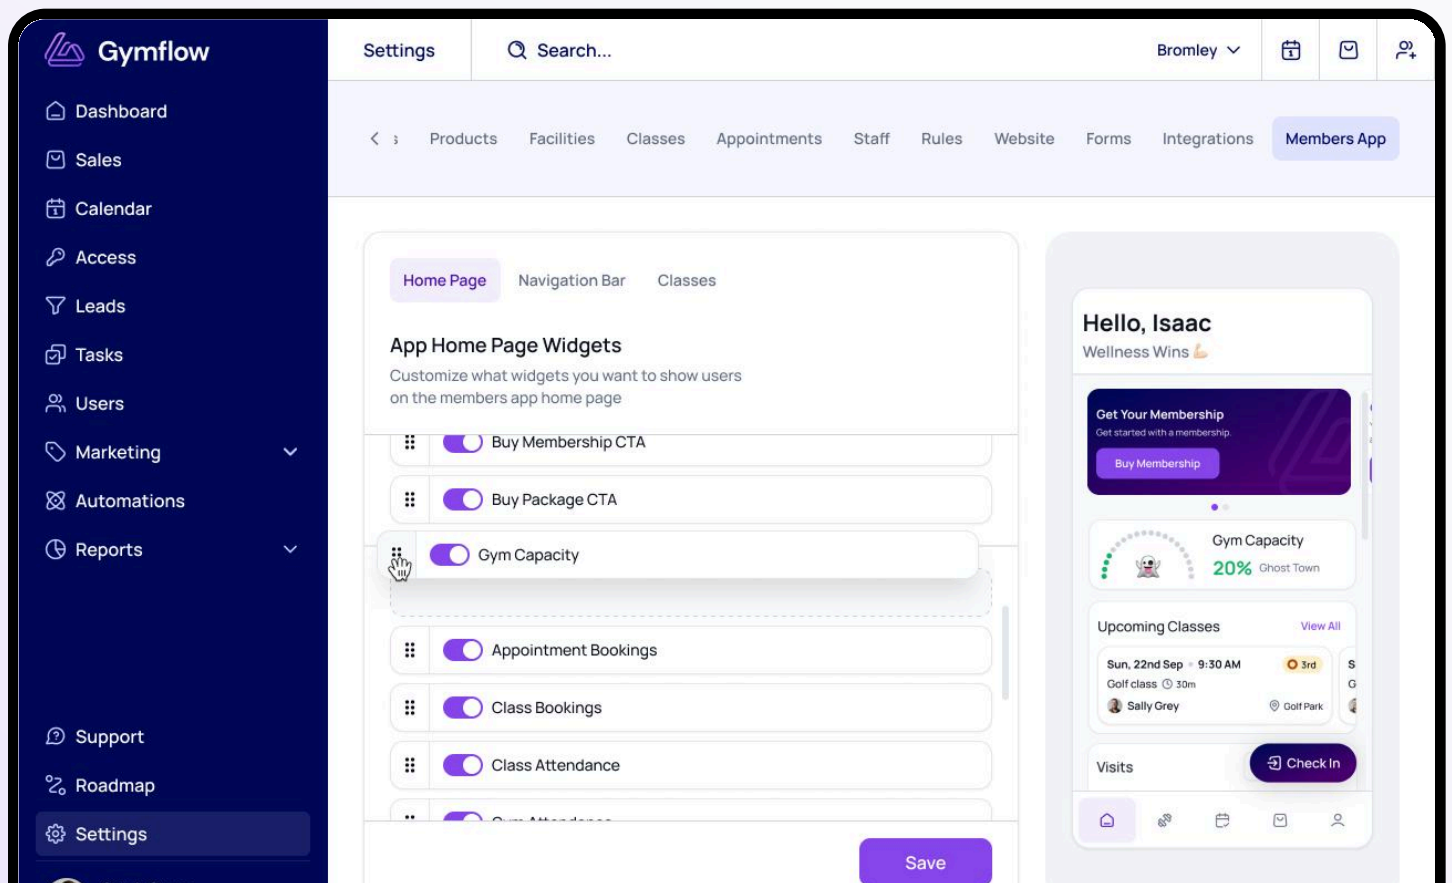 Gymflow
Settings
Search...
Bromley
Dashboard
Sales
Calendar
Access
Leads
Tasks
Users
Marketing
Automations
Reports
Support
Roadmap
Settings
s Products Facilities Classes Appointments Staff Rules Website Forms Integrations Members App
Home Page Navigation Bar Classes
App Home Page Widgets
Customize what widgets you want to show users
on the members app home page
Buy Membership CTA
Buy Package CTA
Gym Capacity
Appointment Bookings
Class Bookings
Class Attendance
Gym Attendance
Save
Hello, Isaac
Wellness Wins 💪🏻
Get Your Membership
Get started with a membership.
Buy Membership
Gym Capacity
20% Ghost Town
Upcoming Classes View All
Sun, 22nd Sep 9:30 AM 3rd S
Golf class 30m G
Sally Grey Golf Park
Visits
Check In